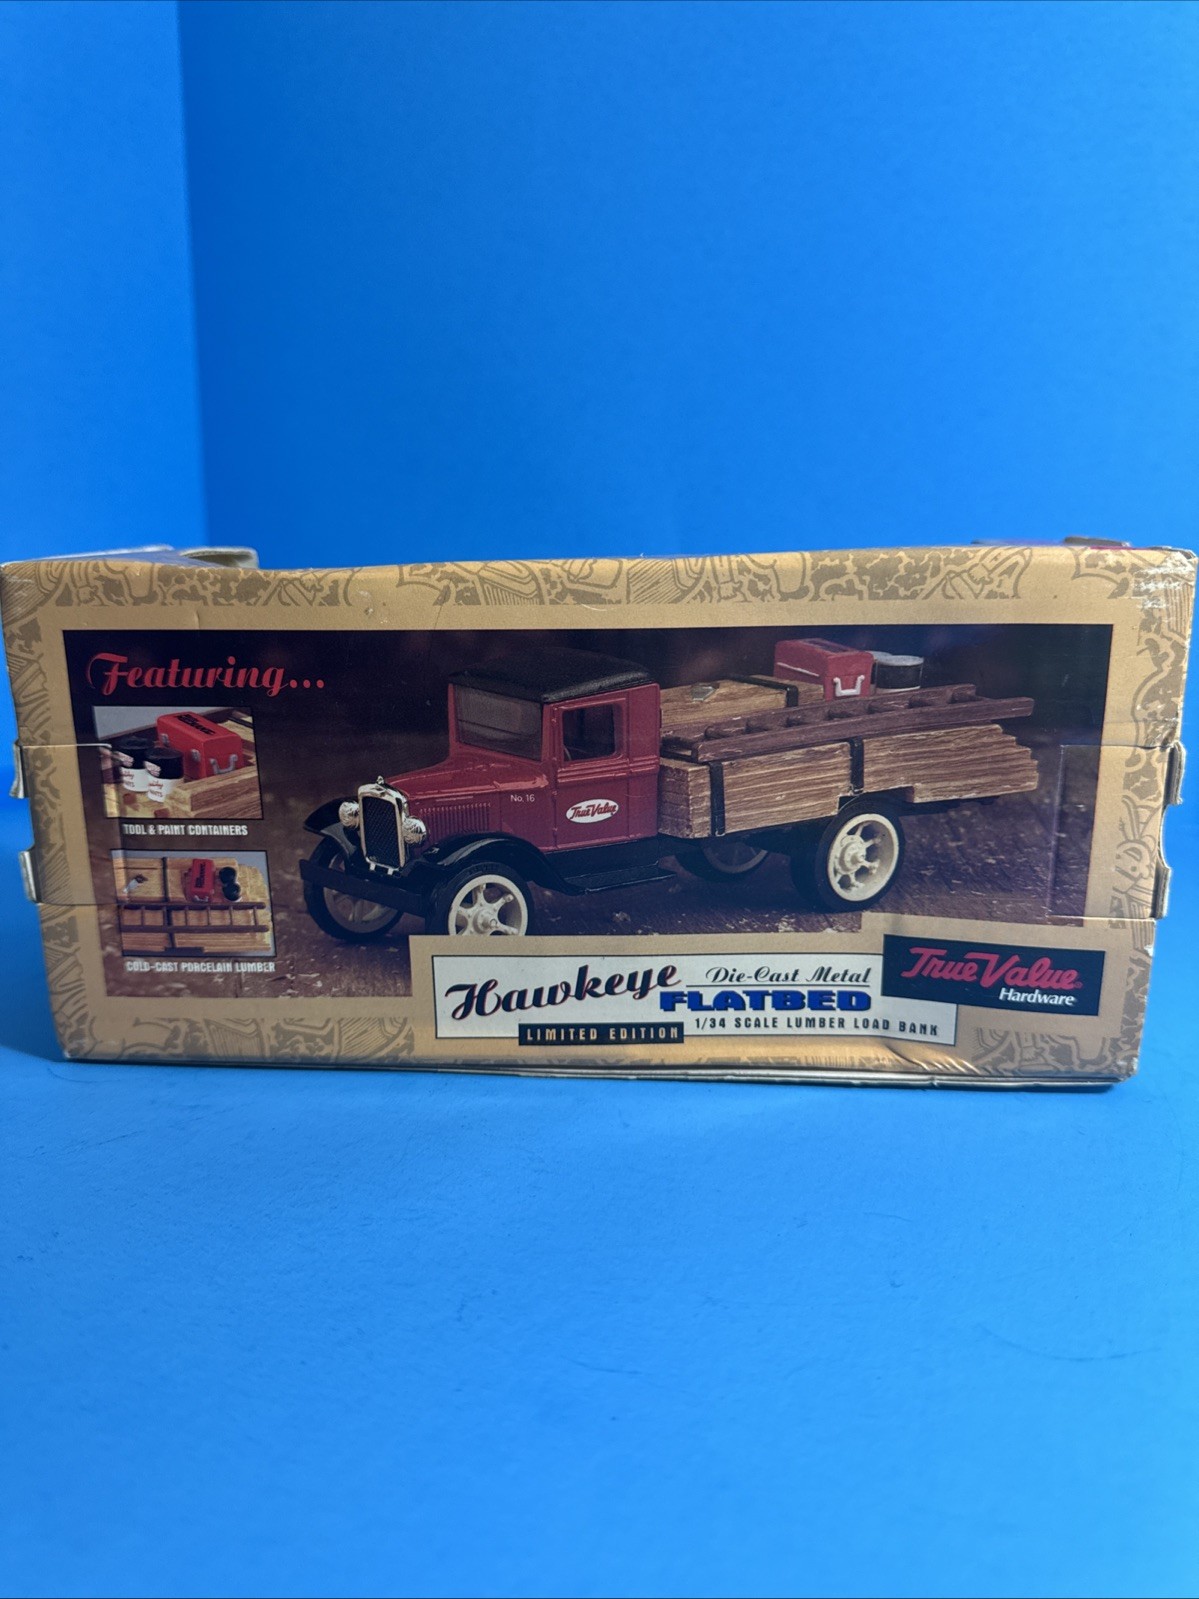 Featuring...
TOOL & PAINT CONTAINERS
COLD-CAST PORCELAIN LUMBER
No. 16
True Value
Hawkeye Die-Cast Metal
FLATBED
LIMITED EDITION 1/34 SCALE LUMBER LOAD BANK
True Value®
Hardware